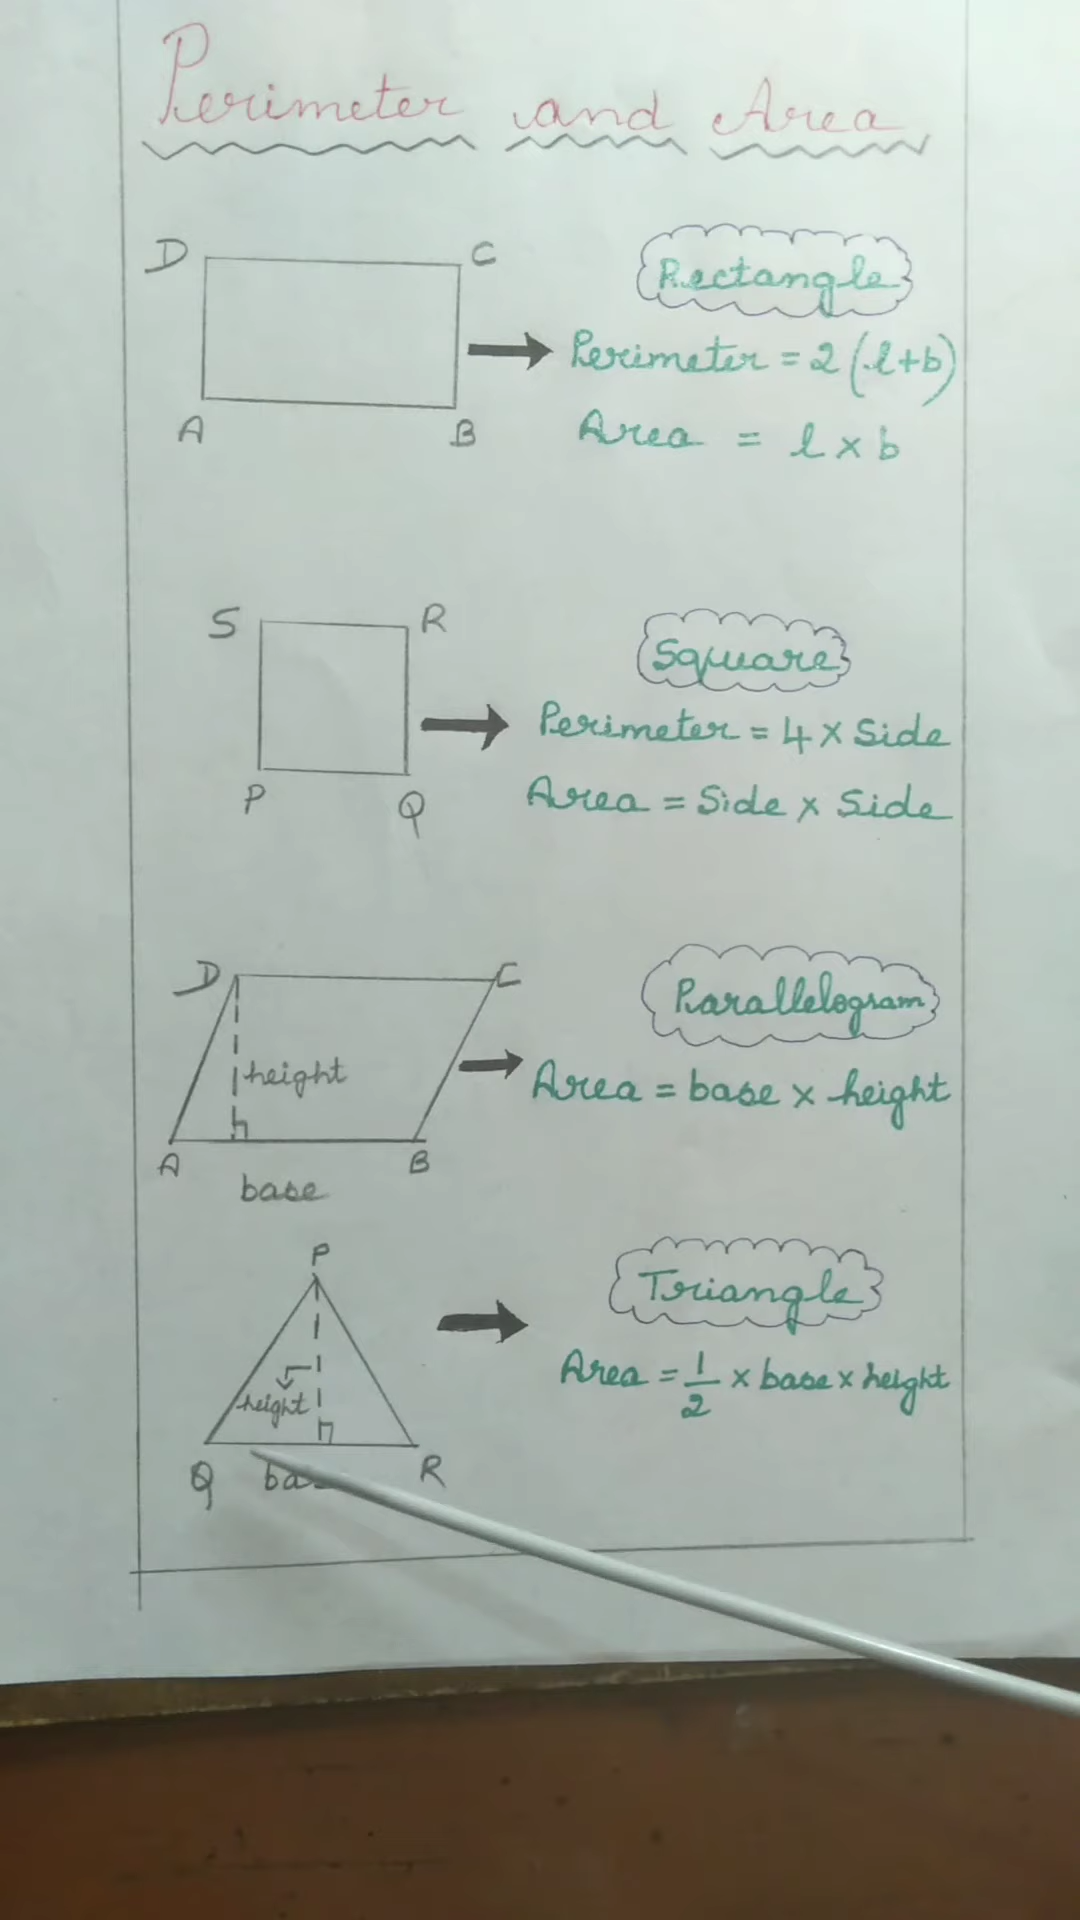 Perimeter and Area
D C
Rectangle
Perimeter = 2 (l+b)
A B
Area = l x b
S R
Square
Perimeter = 4 x Side
P Q
Area = Side x Side
D C
Parallelogram
height
Area = base x height
A B
base
P
Triangle
Area = 1/2 x base x height
height
Q R